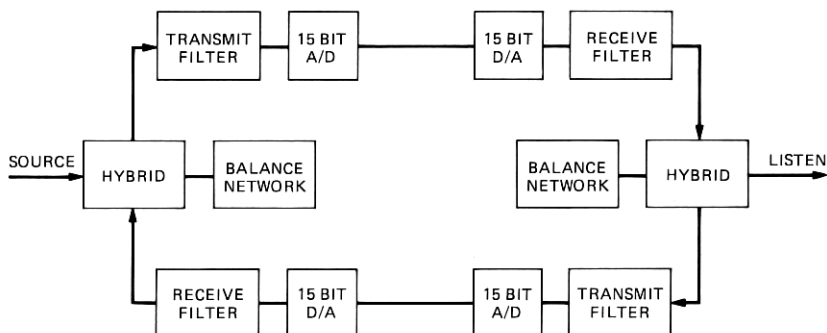 TRANSMIT
FILTER
15 BIT
A/D
15 BIT
D/A
RECEIVE
FILTER
SOURCE
HYBRID
BALANCE
NETWORK
BALANCE
NETWORK
HYBRID
LISTEN
RECEIVE
FILTER
15 BIT
D/A
15 BIT
A/D
TRANSMIT
FILTER